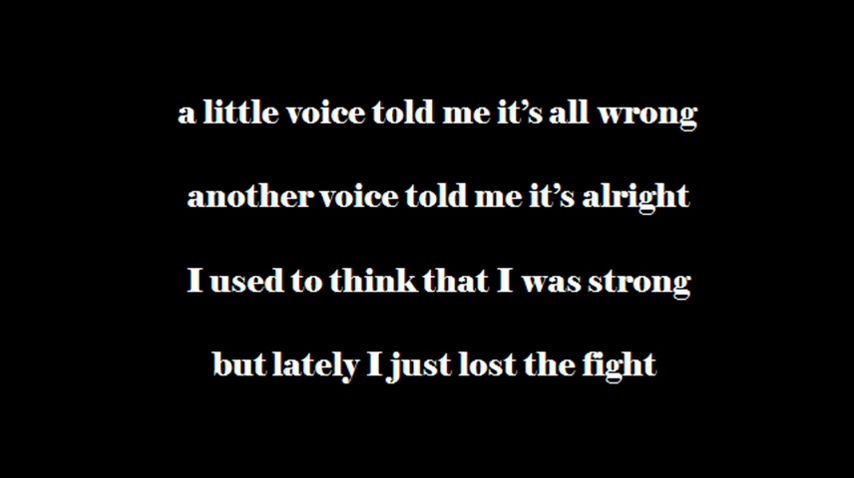 a little voice told me it’s all wrong
another voice told me it’s alright
I used to think that I was strong
but lately I just lost the fight